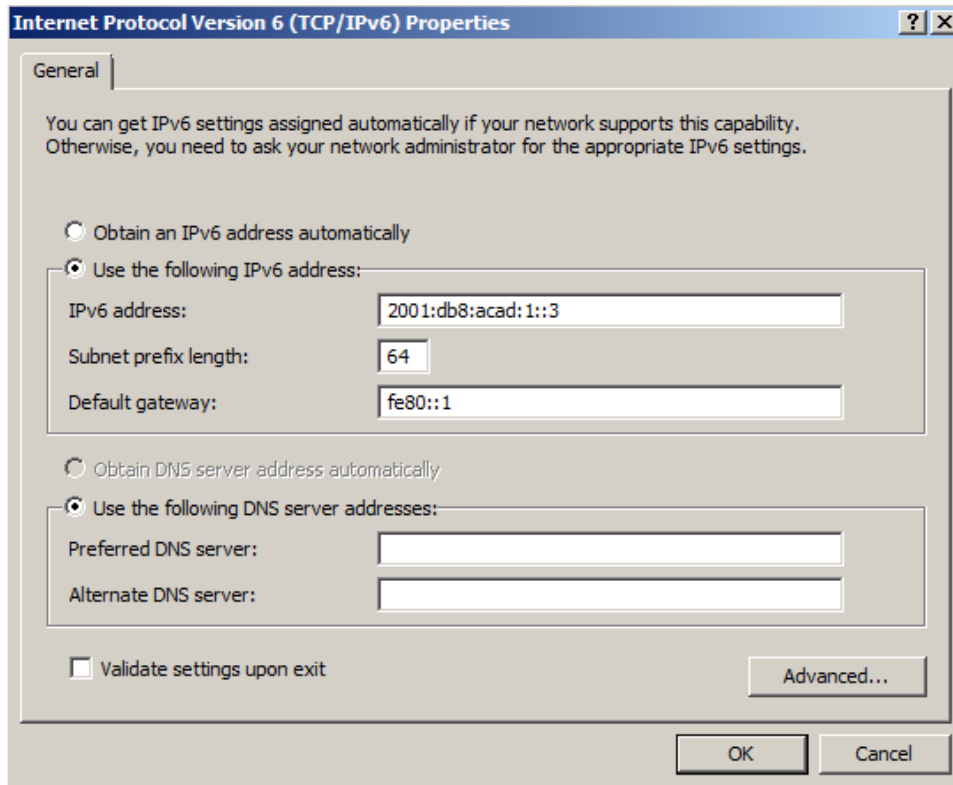 Internet Protocol Version 6 (TCP/IPv6) Properties ? X
General
You can get IPv6 settings assigned automatically if your network supports this capability.
Otherwise, you need to ask your network administrator for the appropriate IPv6 settings.
Obtain an IPv6 address automatically
Use the following IPv6 address:
IPv6 address: 2001:db8:acad:1::3
Subnet prefix length: 64
Default gateway: fe80::1
Obtain DNS server address automatically
Use the following DNS server addresses:
Preferred DNS server:
Alternate DNS server:
Validate settings upon exit
Advanced...
OK Cancel